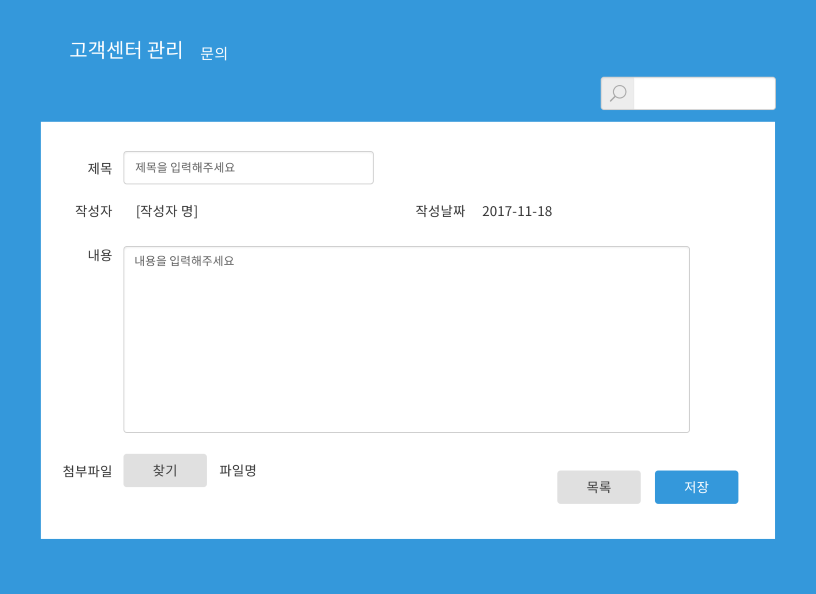 고객센터 관리 문의
제목 제목을 입력해주세요
작성자 [작성자 명] 작성날짜 2017-11-18
내용 내용을 입력해주세요
첨부파일 찾기 파일명
목록 저장